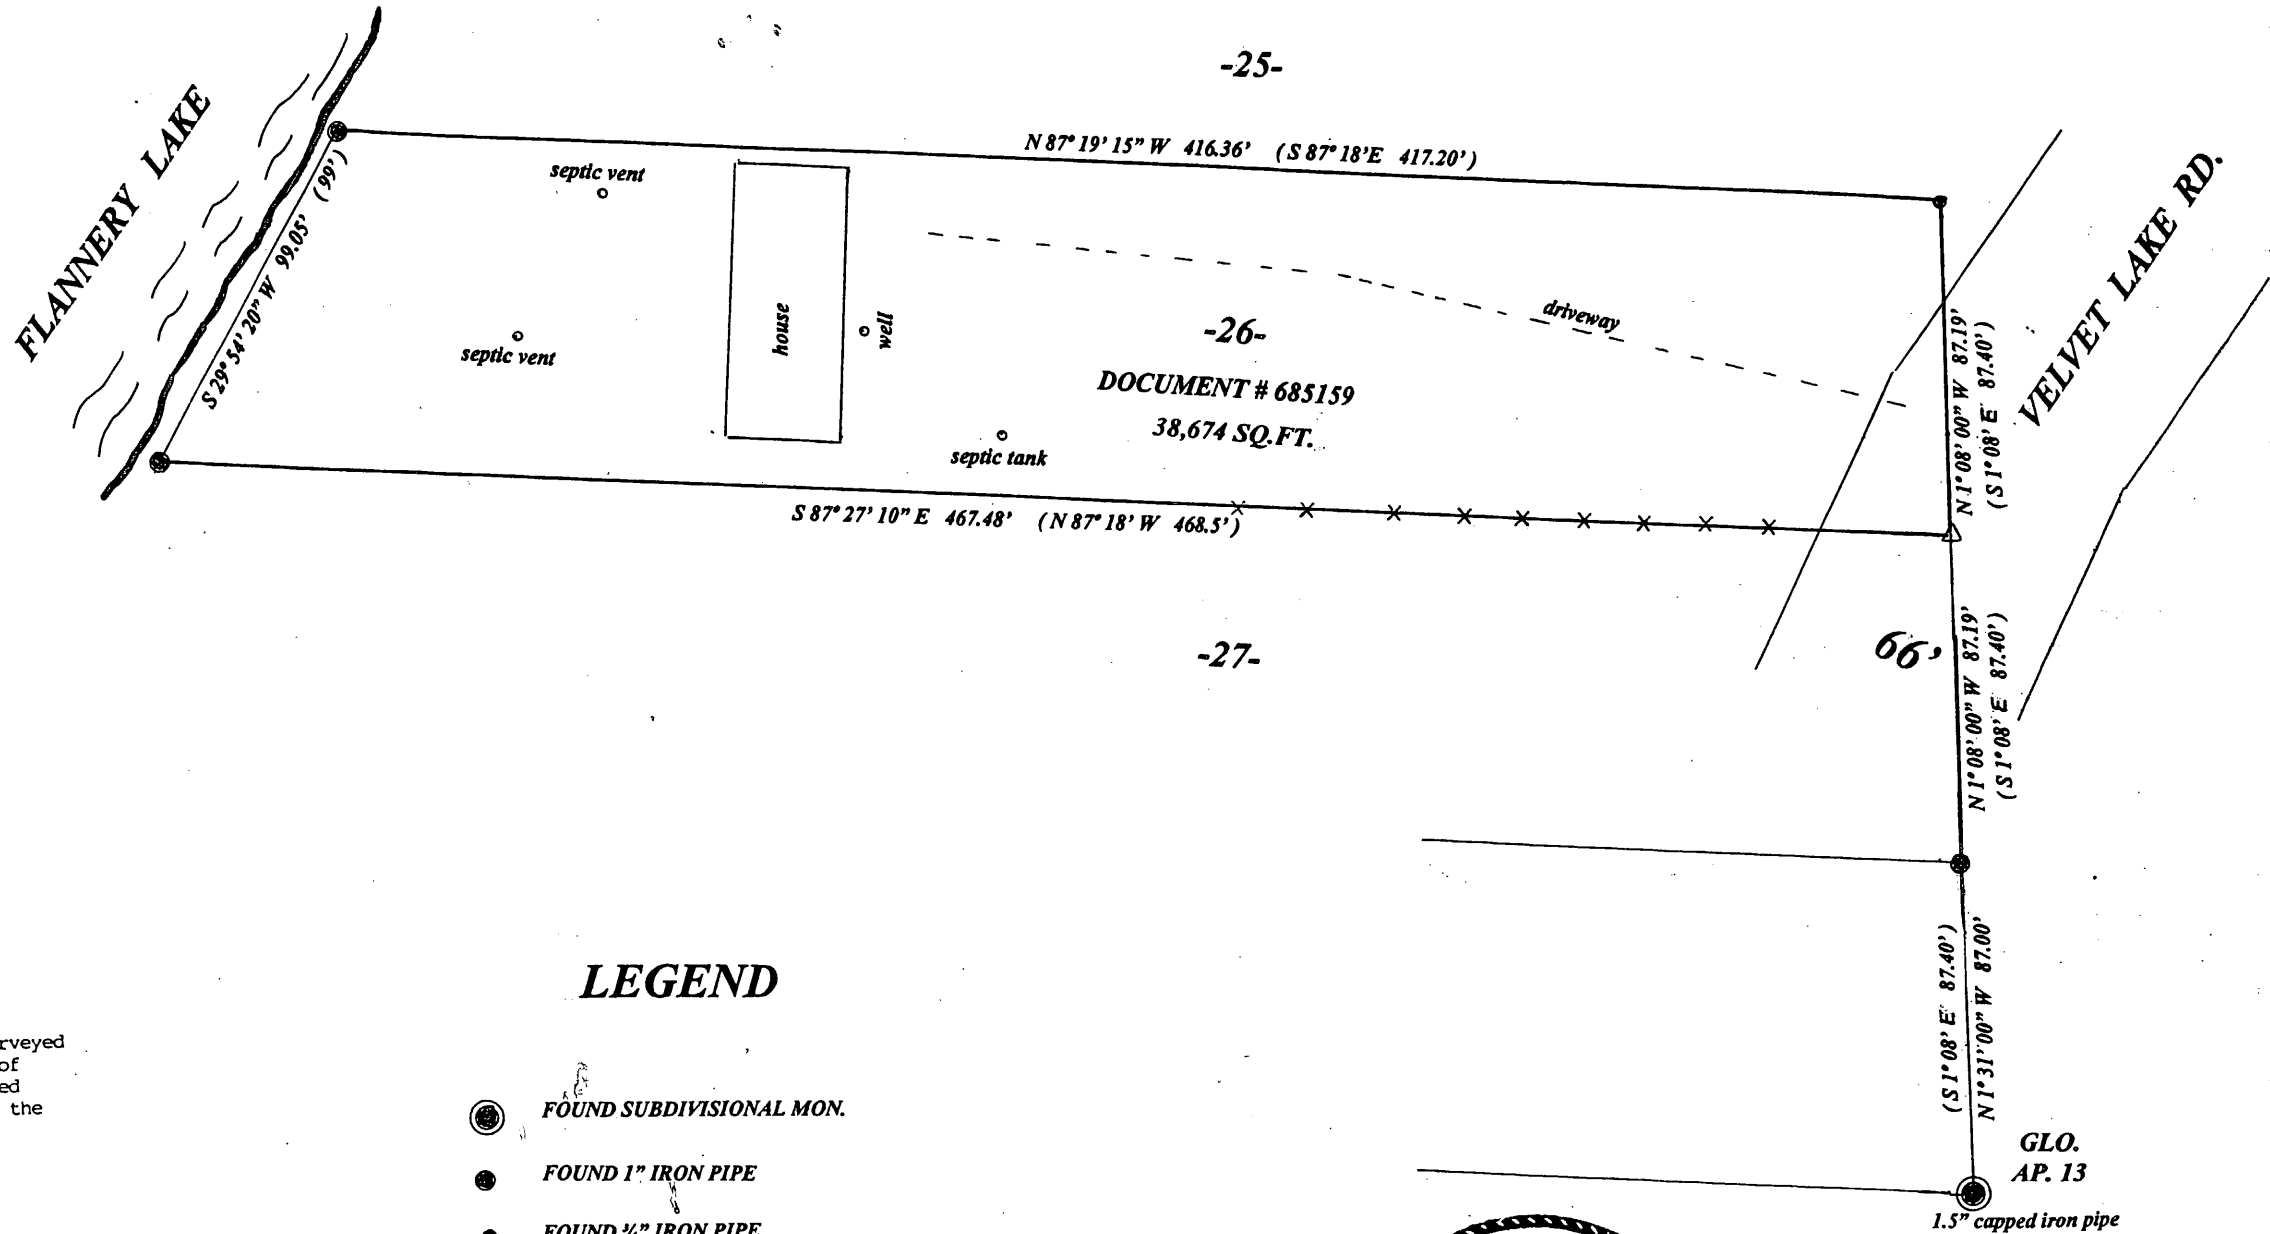 -25-
FLANNERY LAKE
N 87° 19' 15" W 416.36' (S 87° 18' E 417.20')
VELVET LAKE RD.
septic vent
S 29° 54' 20" W 99.05' (99')
septic vent
house
well
-26-
driveway
DOCUMENT # 685159
38,674 SQ.FT.
septic tank
N 1° 08' 00" W 87.19'
(S 1° 08' E 87.40')
S 87° 27' 10" E 467.48' (N 87° 18' W 468.5')
-27-
66'
N 1° 08' 00" W 87.19'
(S 1° 08' E 87.40')
LEGEND
(S 1° 08' E 87.40')
N 1° 31' 00" W 87.00'
rveyed
of
ed
the
FOUND SUBDIVISIONAL MON.
FOUND 1" IRON PIPE
FOUND ¾" IRON PIPE
GLO.
AP. 13
1.5" capped iron pipe